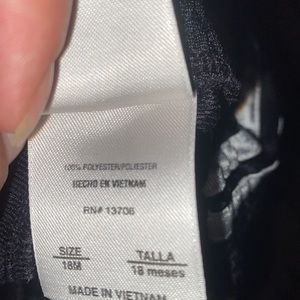 100% POLYESTER/POLIESTER
HECHO EN VIETNAM
RN# 13706
SIZE TALLA
18M 18 meses
MADE IN VIETNAM